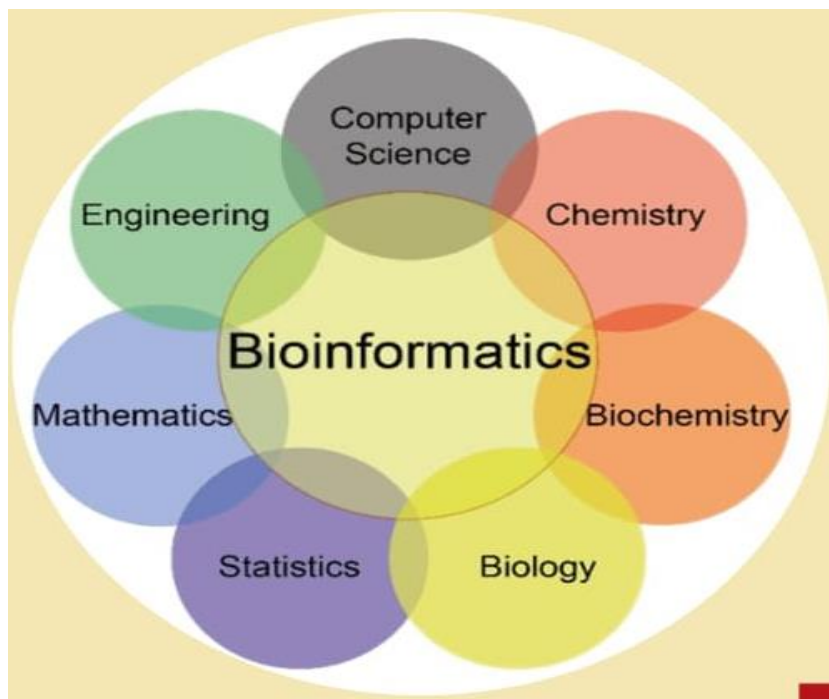 Computer
Science
Engineering
Chemistry
Bioinformatics
Mathematics
Biochemistry
Statistics
Biology